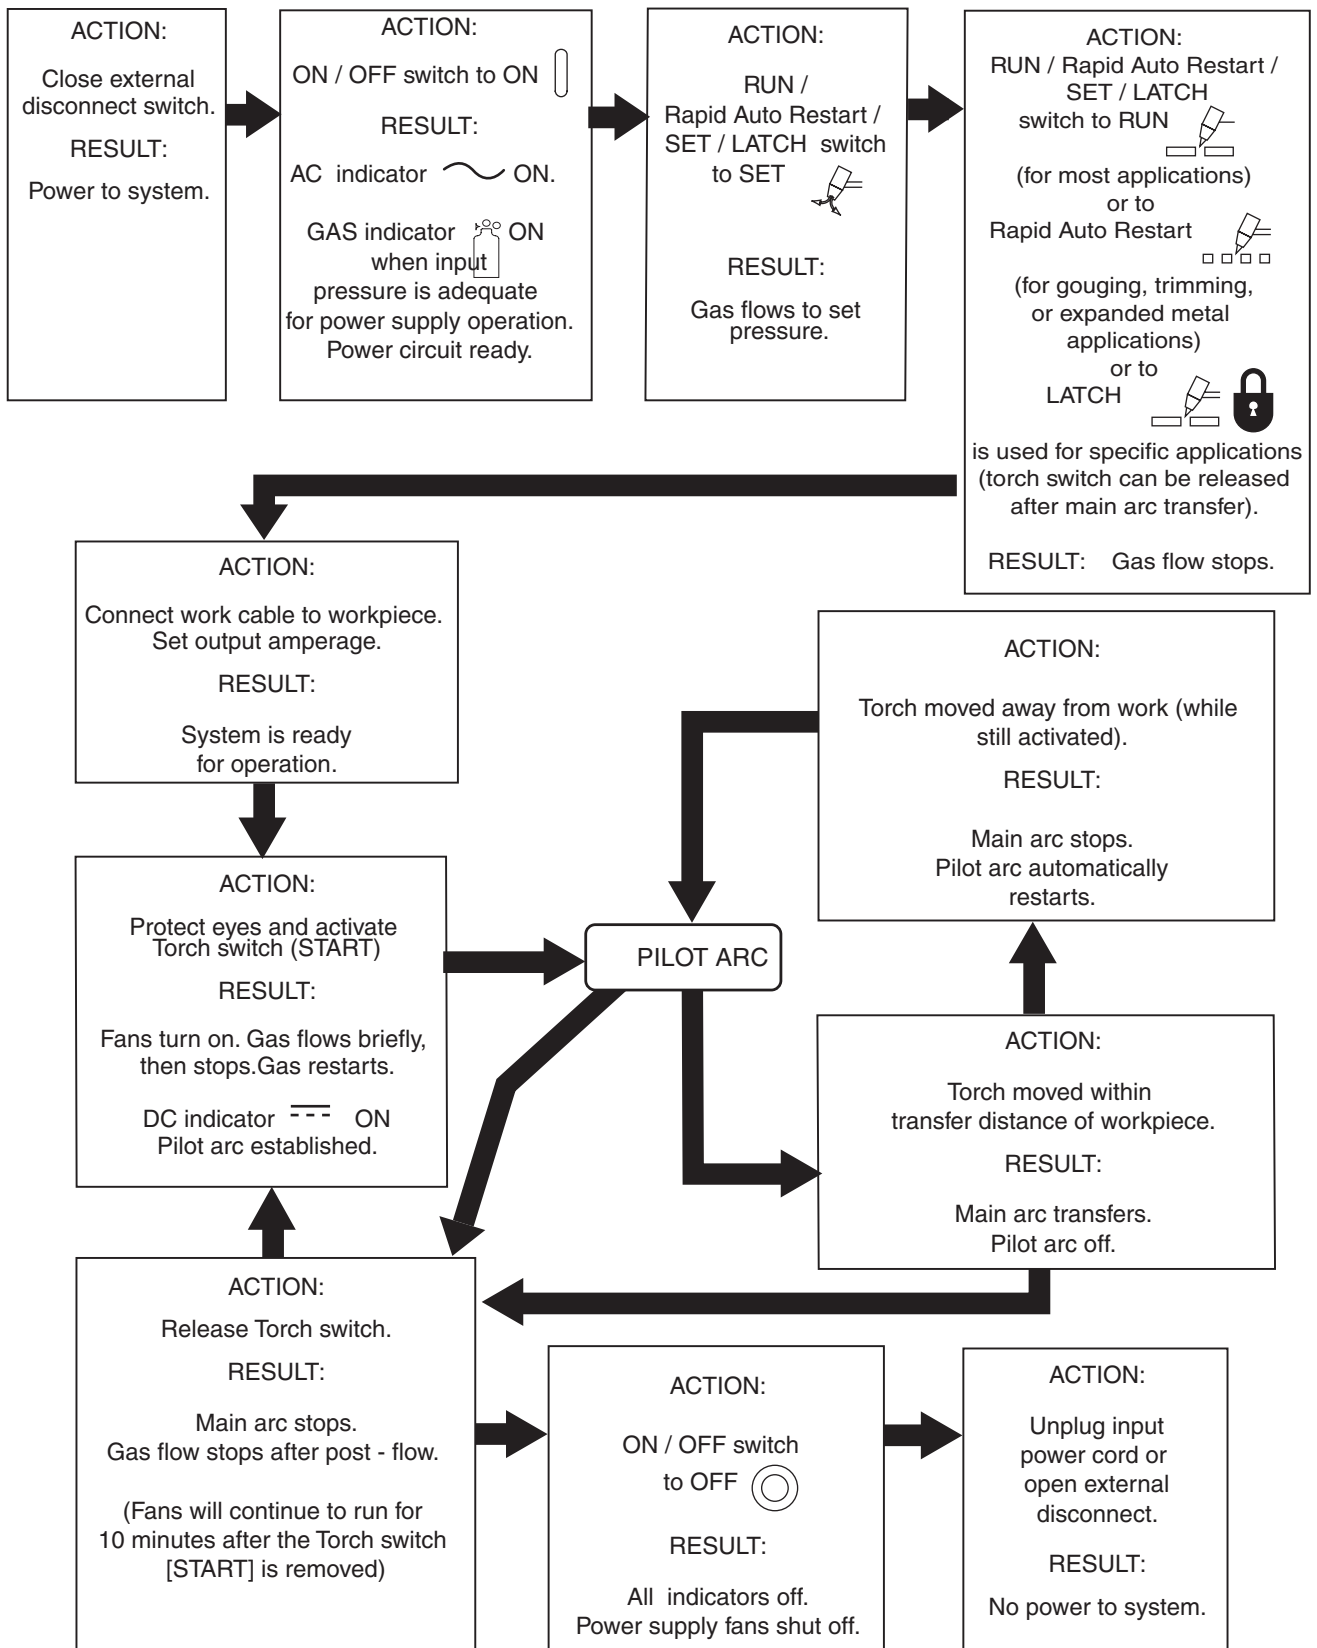 ACTION:
Close external
disconnect switch.
RESULT:
Power to system.
ACTION:
ON / OFF switch to ON
RESULT:
AC indicator ON.
GAS indicator ON
when input
pressure is adequate
for power supply operation.
Power circuit ready.
ACTION:
RUN /
Rapid Auto Restart /
SET / LATCH switch
to SET
RESULT:
Gas flows to set
pressure.
ACTION:
RUN / Rapid Auto Restart /
SET / LATCH
switch to RUN
(for most applications)
or to
Rapid Auto Restart
(for gouging, trimming,
or expanded metal
applications)
or to
LATCH
is used for specific applications
(torch switch can be released
after main arc transfer).
RESULT: Gas flow stops.
ACTION:
Connect work cable to workpiece.
Set output amperage.
RESULT:
System is ready
for operation.
ACTION:
Protect eyes and activate
Torch switch (START)
RESULT:
Fans turn on. Gas flows briefly,
then stops.Gas restarts.
DC indicator ON
Pilot arc established.
PILOT ARC
ACTION:
Torch moved away from work (while
still activated).
RESULT:
Main arc stops.
Pilot arc automatically
restarts.
ACTION:
Torch moved within
transfer distance of workpiece.
RESULT:
Main arc transfers.
Pilot arc off.
ACTION:
Release Torch switch.
RESULT:
Main arc stops.
Gas flow stops after post - flow.
(Fans will continue to run for
10 minutes after the Torch switch
[START] is removed)
ACTION:
ON / OFF switch
to OFF
RESULT:
All indicators off.
Power supply fans shut off.
ACTION:
Unplug input
power cord or
open external
disconnect.
RESULT:
No power to system.